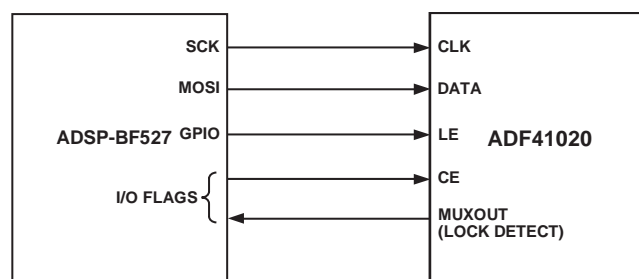 SCK
CLK
MOSI
DATA
ADSP-BF527
GPIO
LE
ADF41020
I/O FLAGS
CE
MUXOUT
(LOCK DETECT)